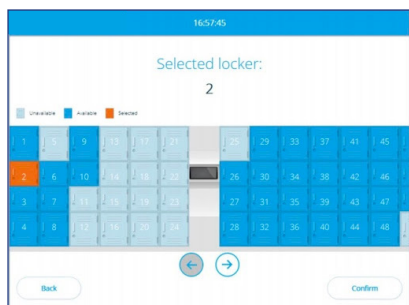 16:57:45
Selected locker:
2
Unavailable Available Selected
1 5 9 13 17 21 25 29 33 37 41 45
2 6 10 14 18 22 26 30 34 38 42 46
3 7 11 15 19 23 27 31 35 39 43 47
4 8 12 16 20 24 28 32 36 40 44 48
Back Confirm